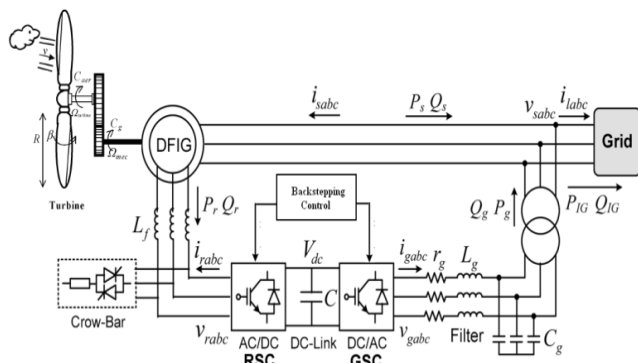 v
C_aer
Ω_turbine
R
β
C_g
Ω_mec
Turbine
DFIG
i_sabc
P_s Q_s
v_sabc
i_labc
Grid
P_r Q_r
L_f
i_rabc
Backstepping
Control
V_dc
C
i_gabc
r_g
L_g
Q_g P_g
P_IG Q_IG
Crow-Bar
v_rabc
AC/DC
RSC
DC-Link
DC/AC
GSC
v_gabc
Filter
C_g